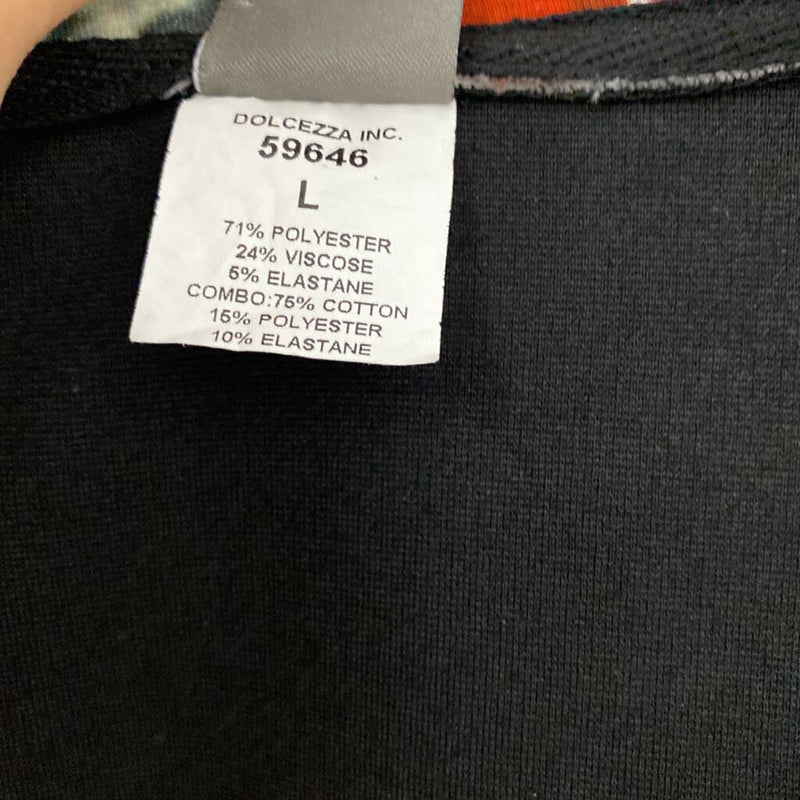 DOLCEZZA INC.
59646
L
71% POLYESTER
24% VISCOSE
5% ELASTANE
COMBO:75% COTTON
15% POLYESTER
10% ELASTANE